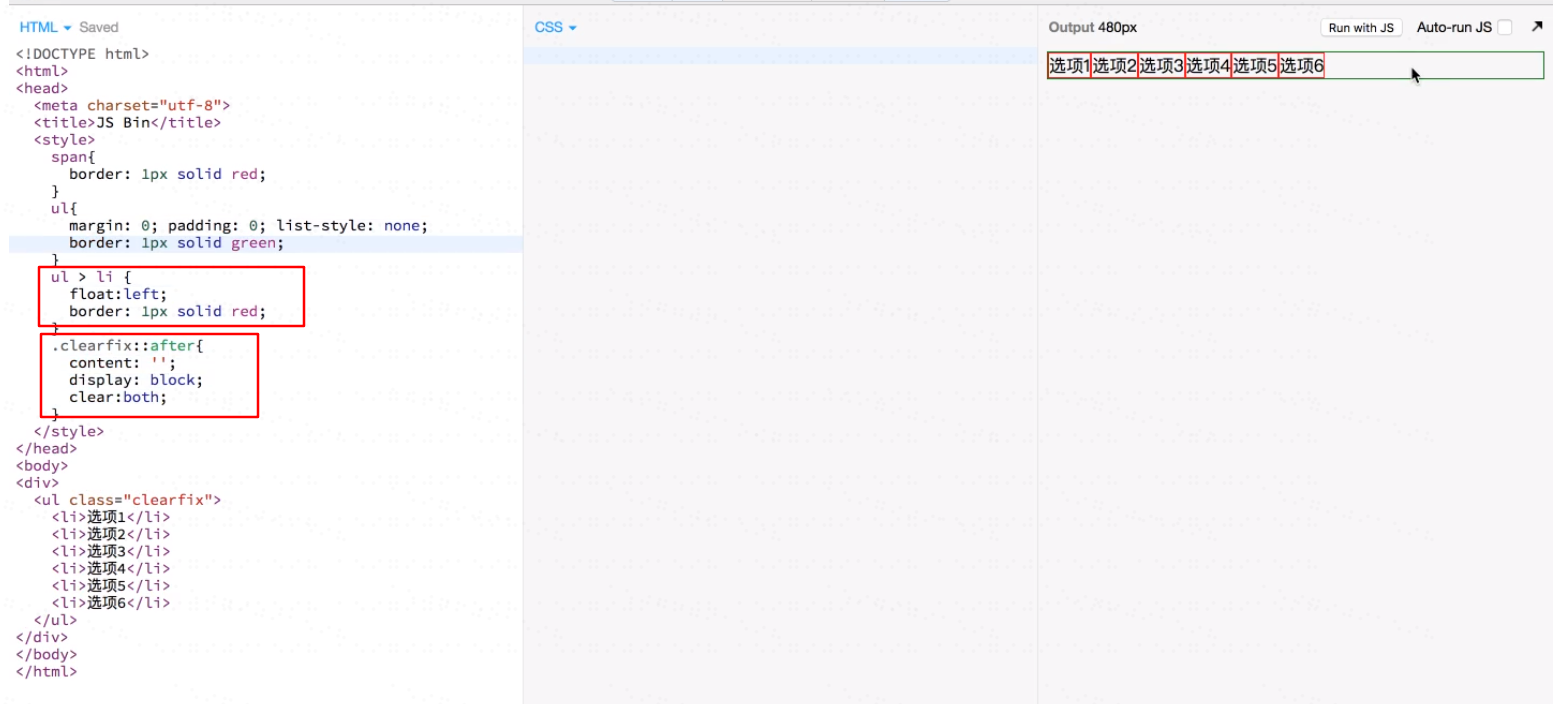 HTML Saved
<!DOCTYPE html>
<html>
<head>
<meta charset="utf-8">
<title>JS Bin</title>
<style>
span{
border: 1px solid red;
}
ul{
margin: 0; padding: 0; list-style: none;
border: 1px solid green;
}
ul > li {
float:left;
border: 1px solid red;
}
.clearfix::after{
content: '';
display: block;
clear:both;
}
</style>
</head>
<body>
<div>
<ul class="clearfix">
<li>选项1</li>
<li>选项2</li>
<li>选项3</li>
<li>选项4</li>
<li>选项5</li>
<li>选项6</li>
</ul>
</div>
</body>
</html>
CSS
Output 480px Run with JS Auto-run JS
选项1选项2选项3选项4选项5选项6